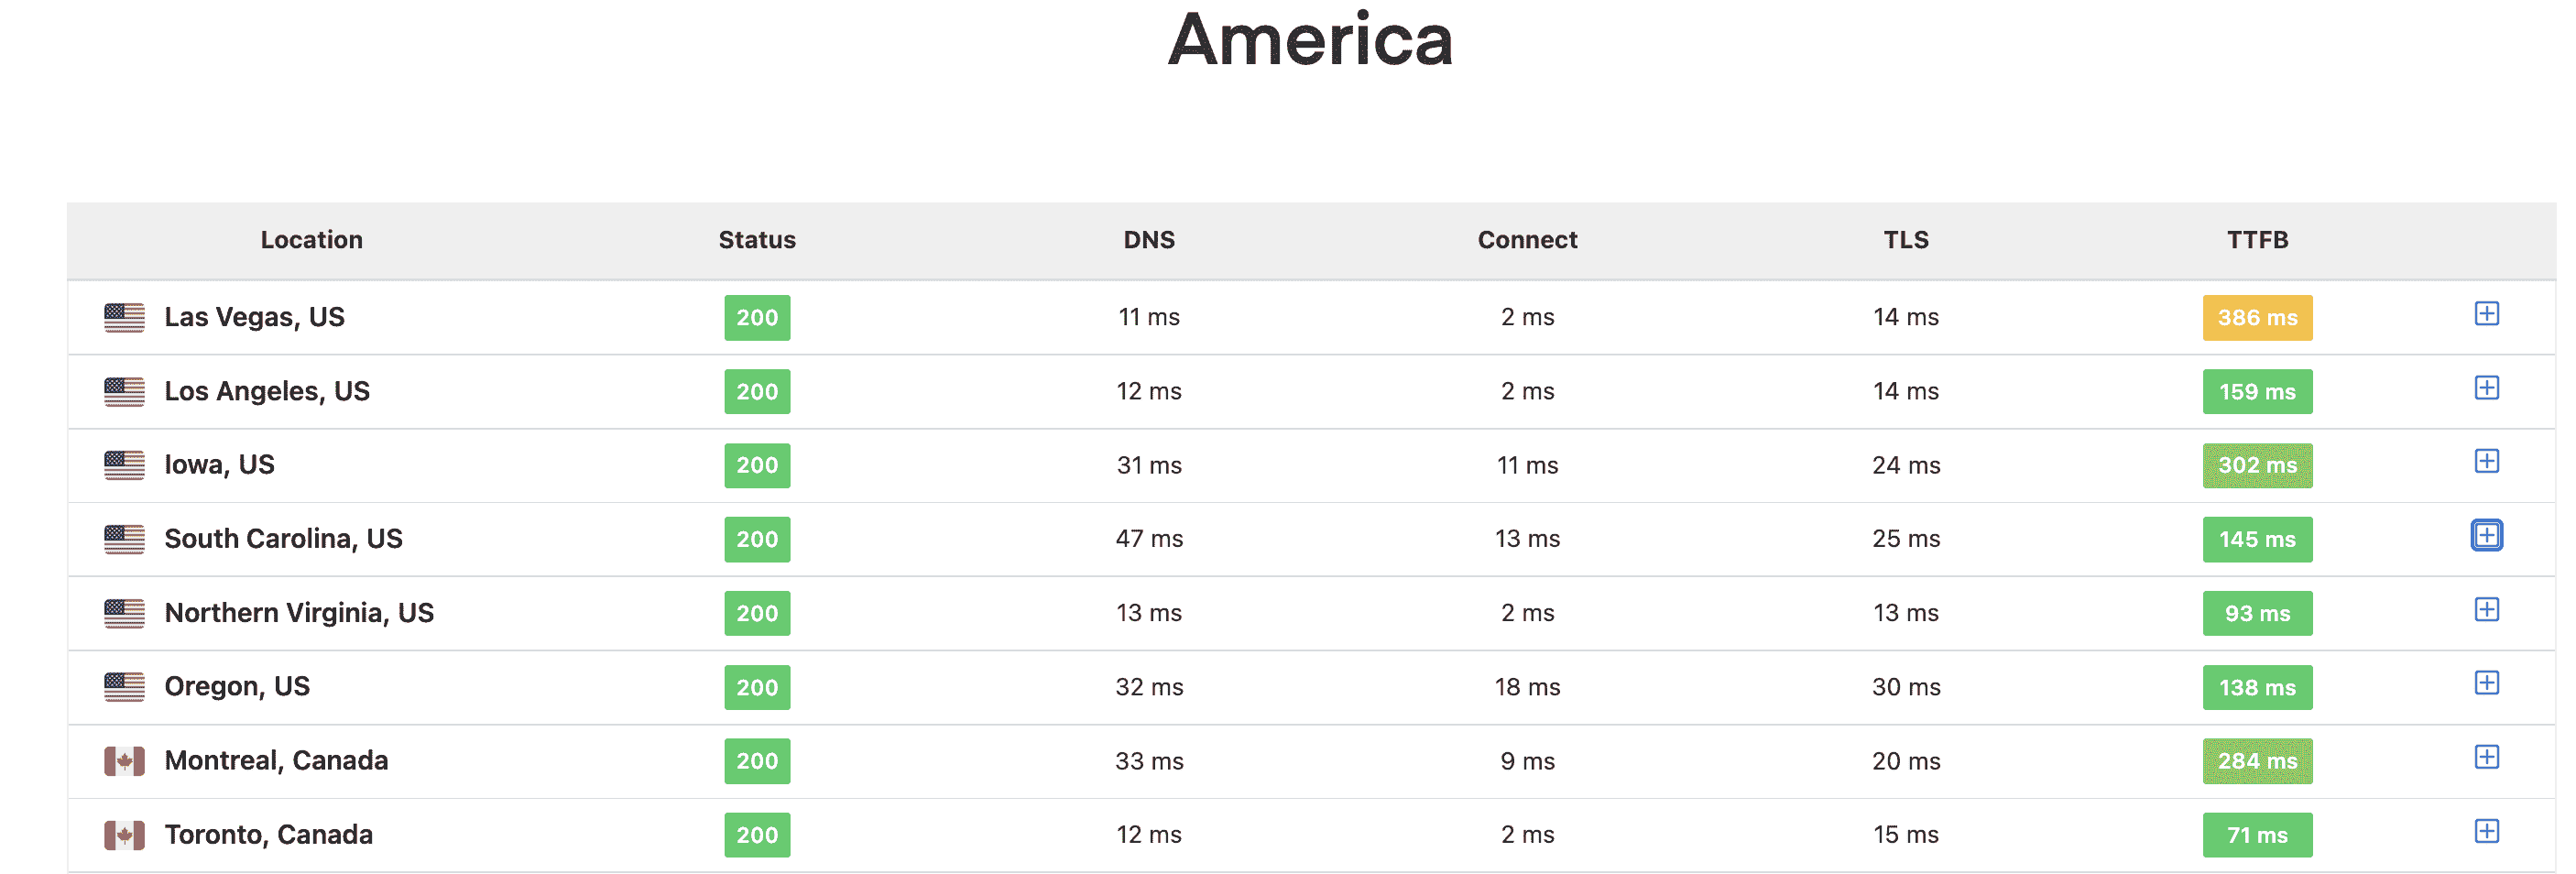 America
Location Status DNS Connect TLS TTFB
Las Vegas, US 200 11 ms 2 ms 14 ms 386 ms
Los Angeles, US 200 12 ms 2 ms 14 ms 159 ms
Iowa, US 200 31 ms 11 ms 24 ms 302 ms
South Carolina, US 200 47 ms 13 ms 25 ms 145 ms
Northern Virginia, US 200 13 ms 2 ms 13 ms 93 ms
Oregon, US 200 32 ms 18 ms 30 ms 138 ms
Montreal, Canada 200 33 ms 9 ms 20 ms 284 ms
Toronto, Canada 200 12 ms 2 ms 15 ms 71 ms